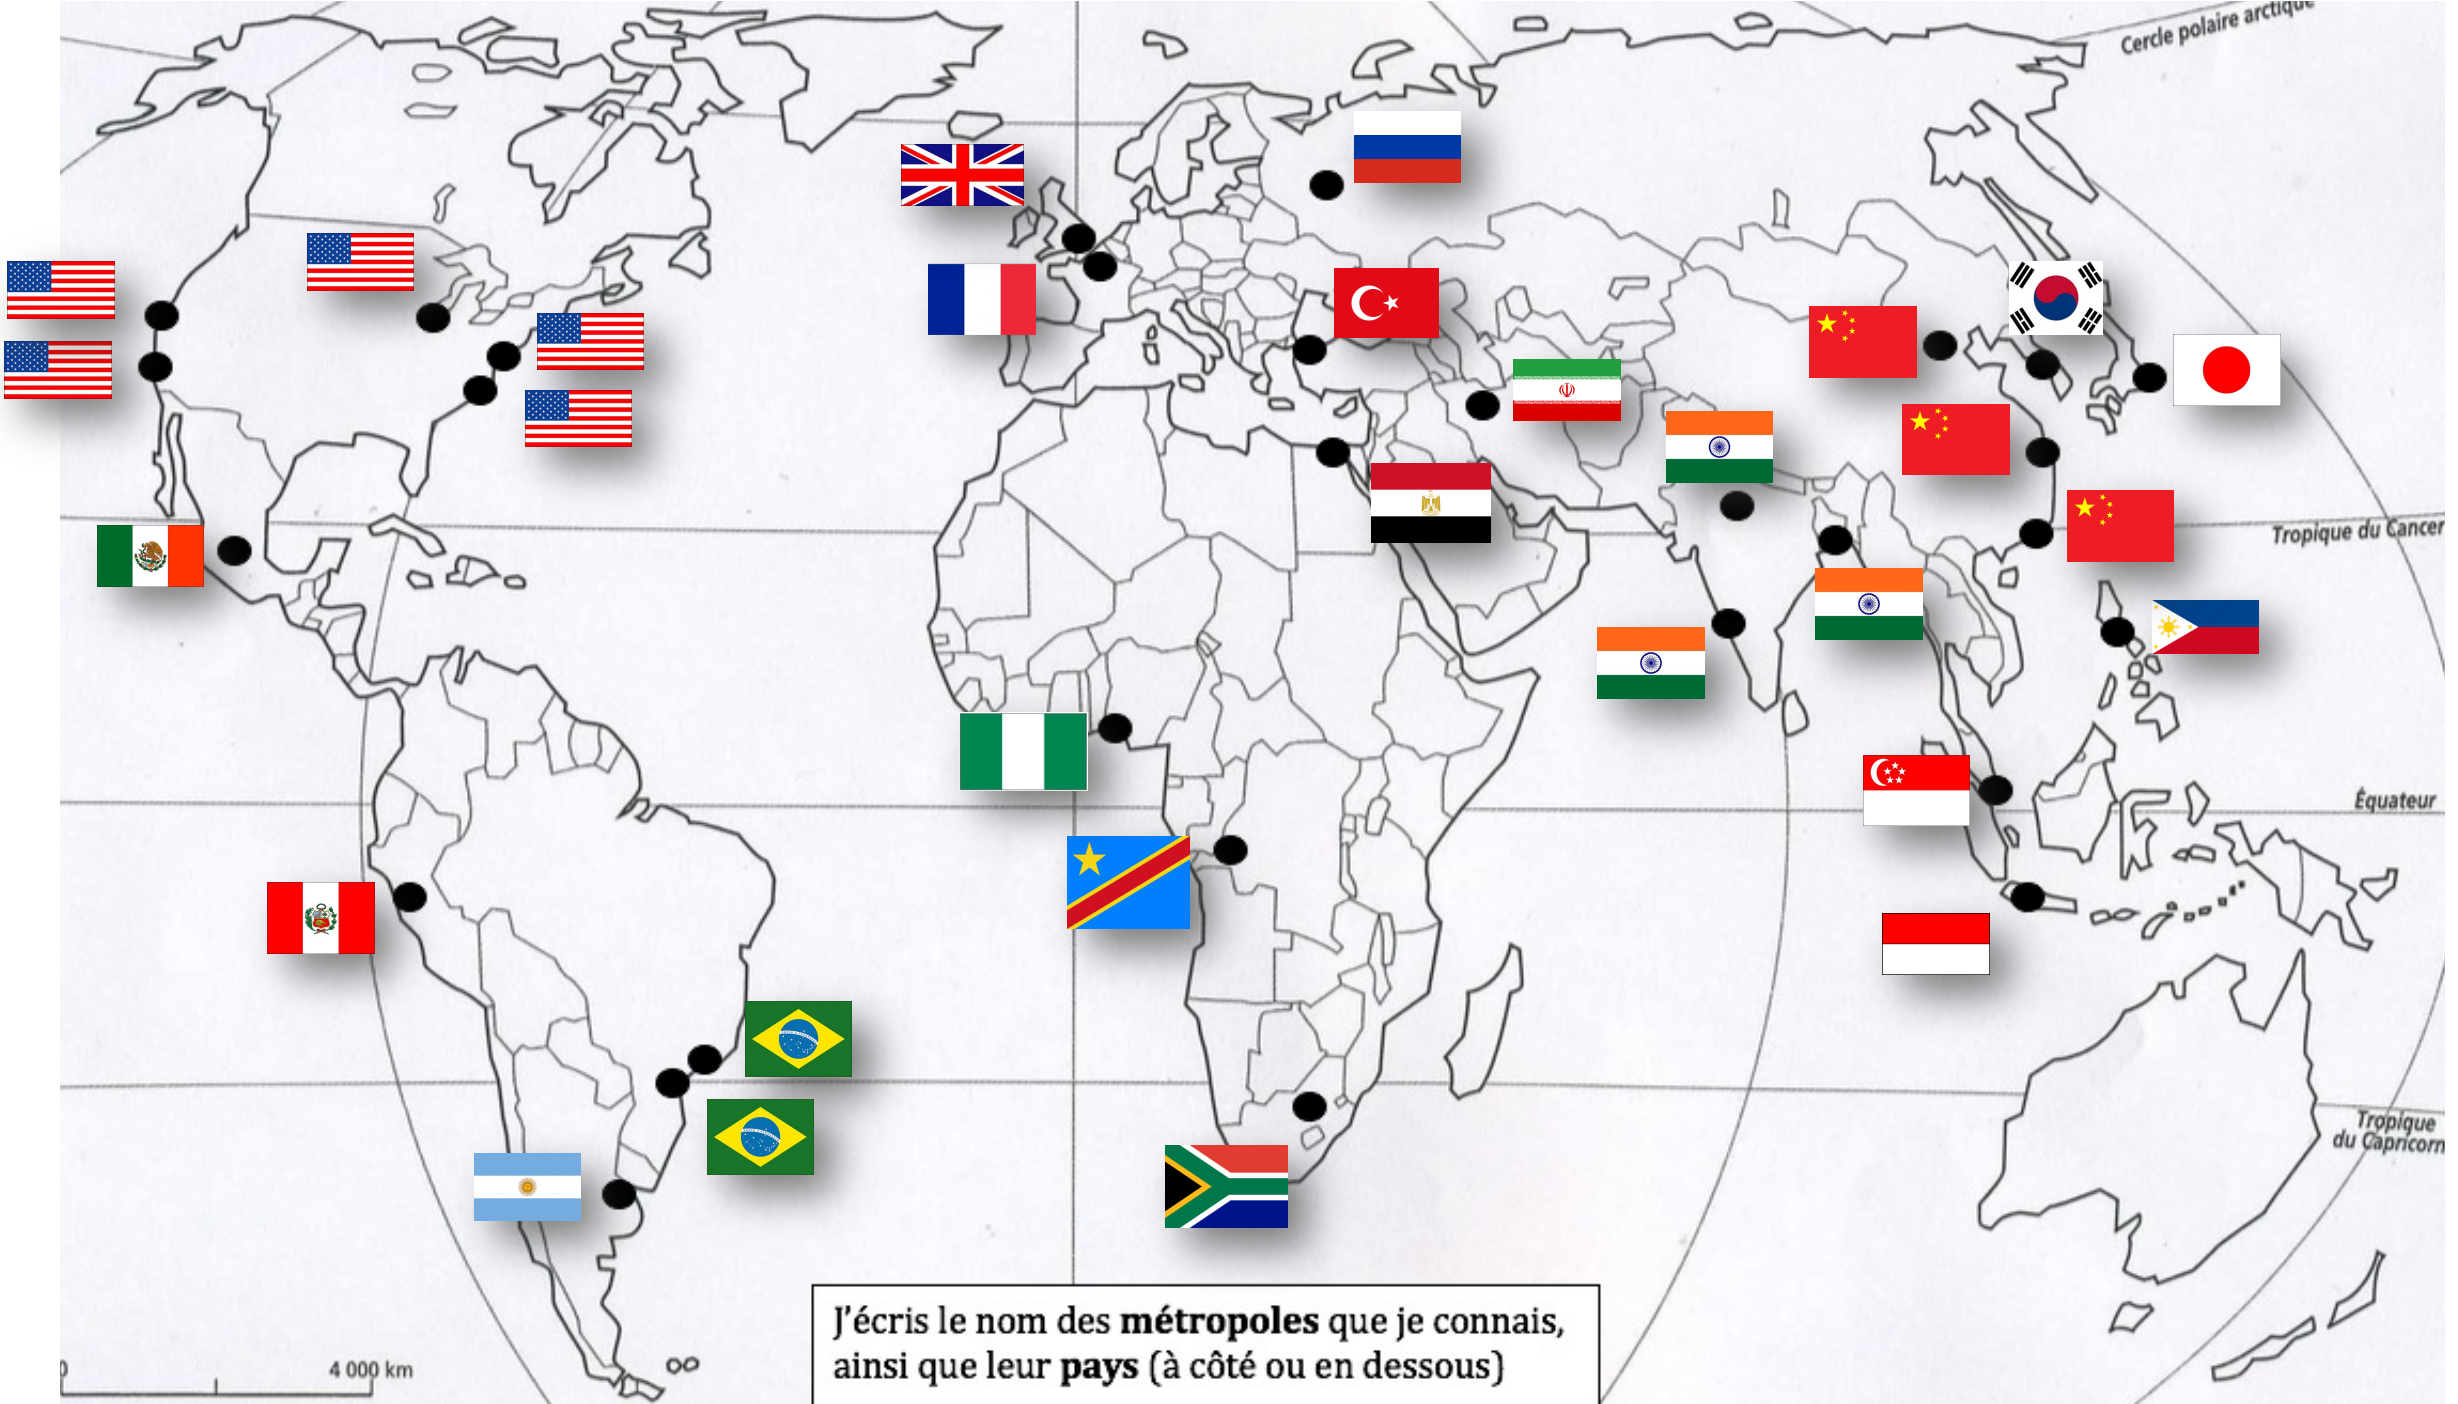 Cercle polaire arctique
Tropique du Cancer
Équateur
Tropique
du Capricorn
J'écris le nom des métropoles que je connais,
ainsi que leur pays (à côté ou en dessous)
0
4 000 km